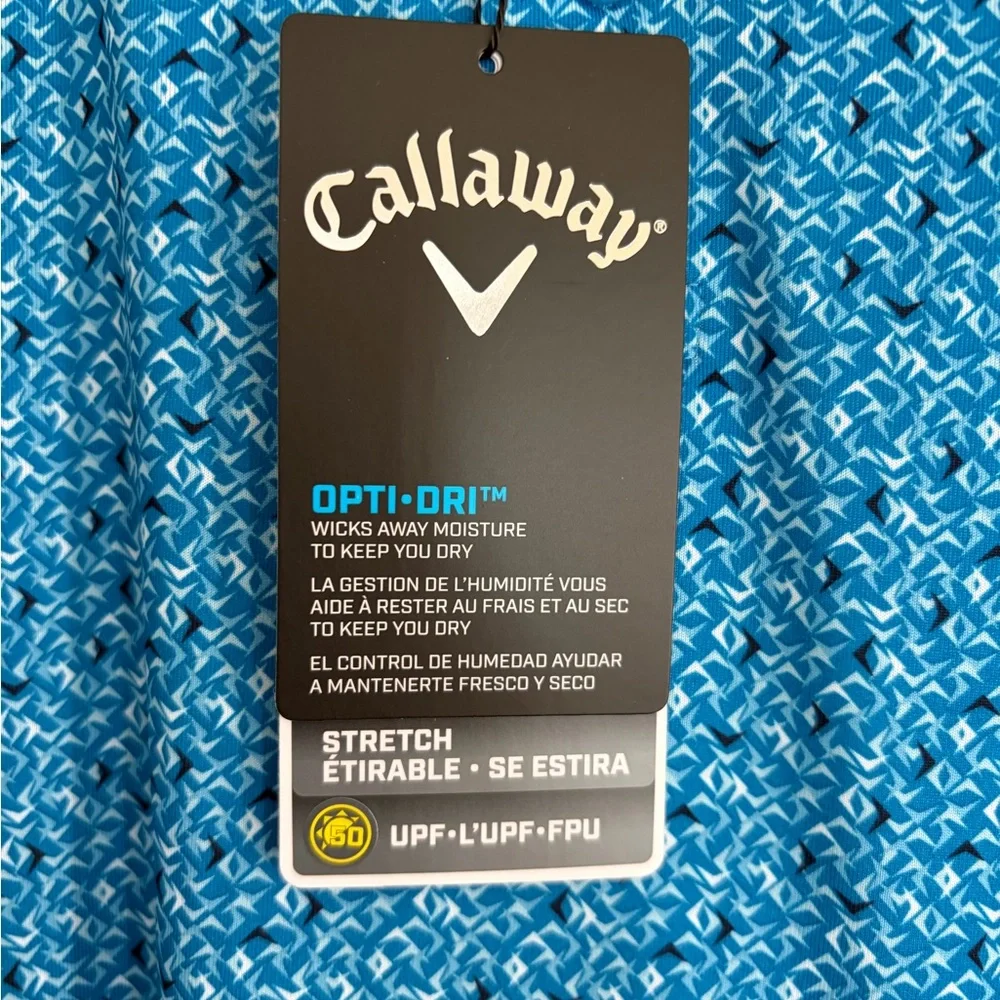 Callaway®
OPTI•DRI™
WICKS AWAY MOISTURE
TO KEEP YOU DRY
LA GESTION DE L'HUMIDITÉ VOUS
AIDE À RESTER AU FRAIS ET AU SEC
TO KEEP YOU DRY
EL CONTROL DE HUMEDAD AYUDAR
A MANTENERTE FRESCO Y SECO
STRETCH
ÉTIRABLE • SE ESTIRA
50 UPF•L'UPF•FPU